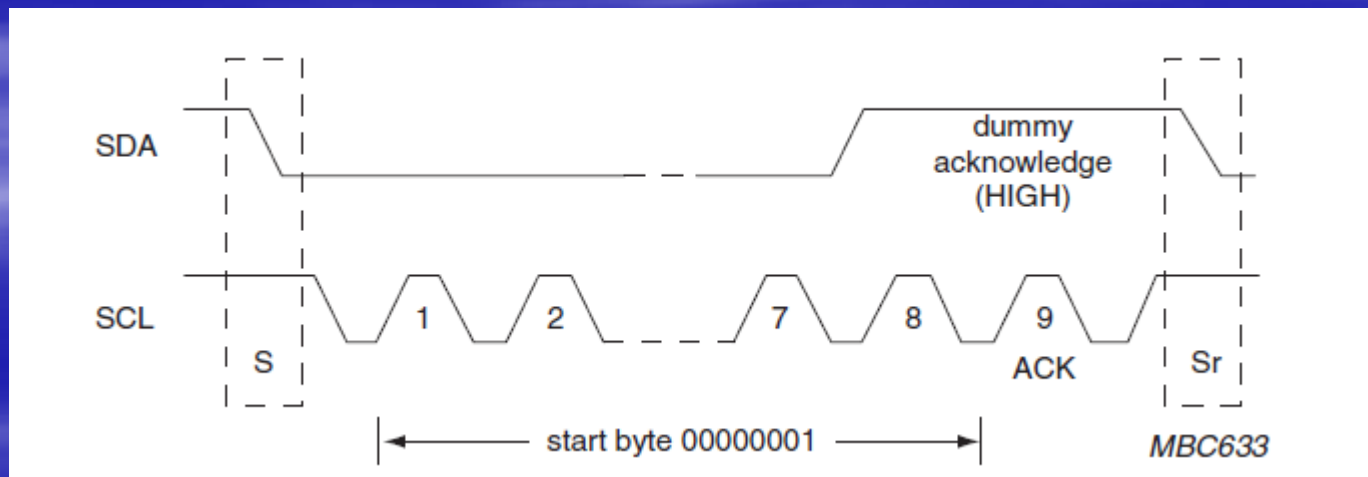 SDA
dummy
acknowledge
(HIGH)
SCL
1 2 7 8 9
S ACK Sr
start byte 00000001
MBC633